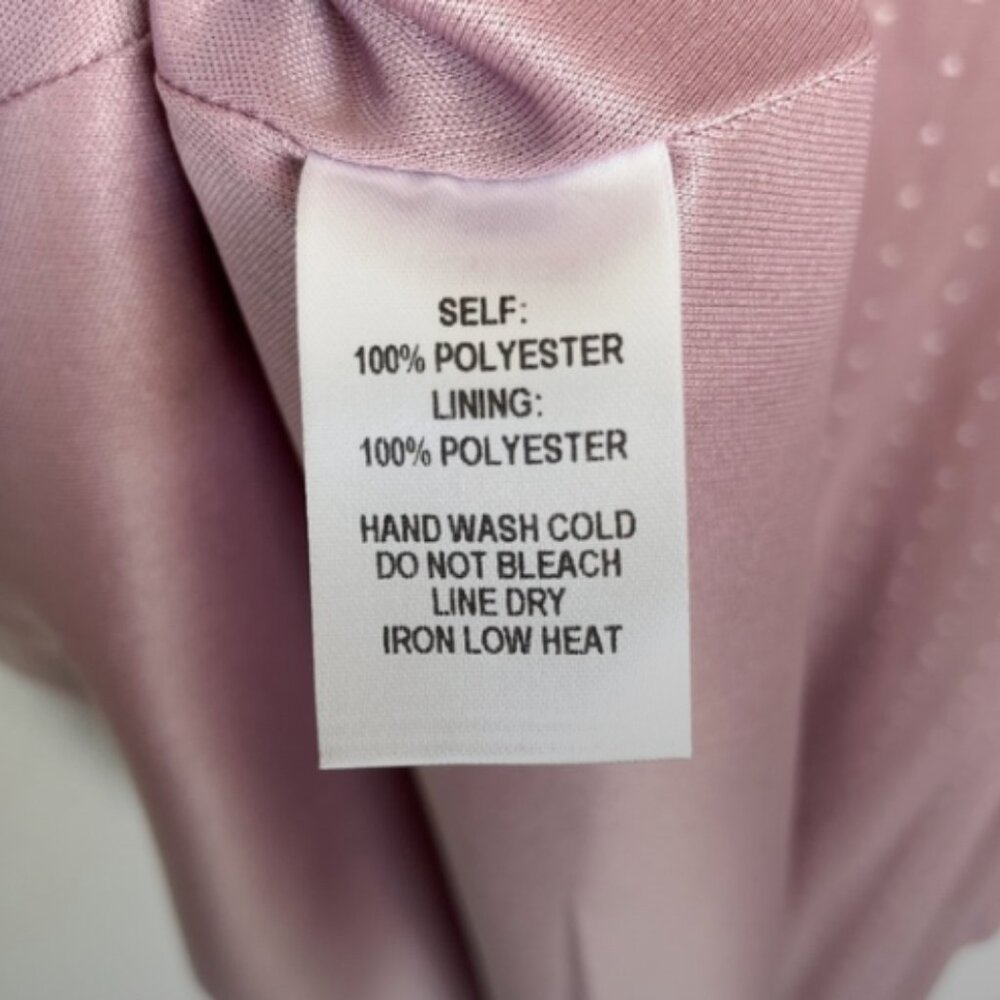 SELF:
100% POLYESTER
LINING:
100% POLYESTER
HAND WASH COLD
DO NOT BLEACH
LINE DRY
IRON LOW HEAT